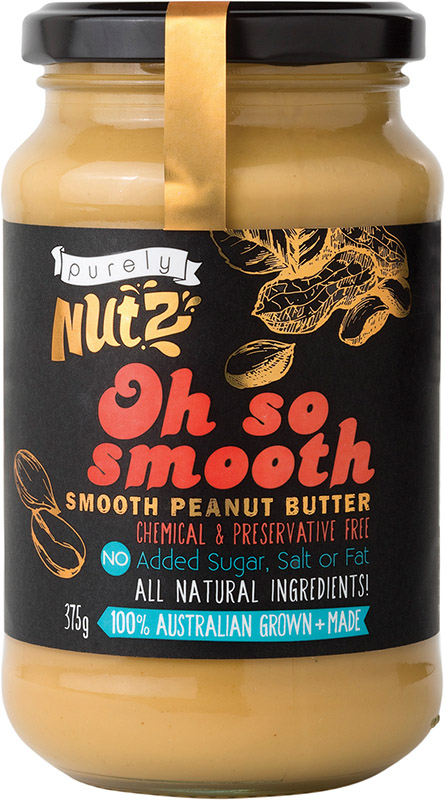 purely
Nutz
Oh so
smooth
SMOOTH PEANUT BUTTER
CHEMICAL & PRESERVATIVE FREE
NO Added Sugar, Salt or Fat
ALL NATURAL INGREDIENTS!
375g 100% AUSTRALIAN GROWN + MADE